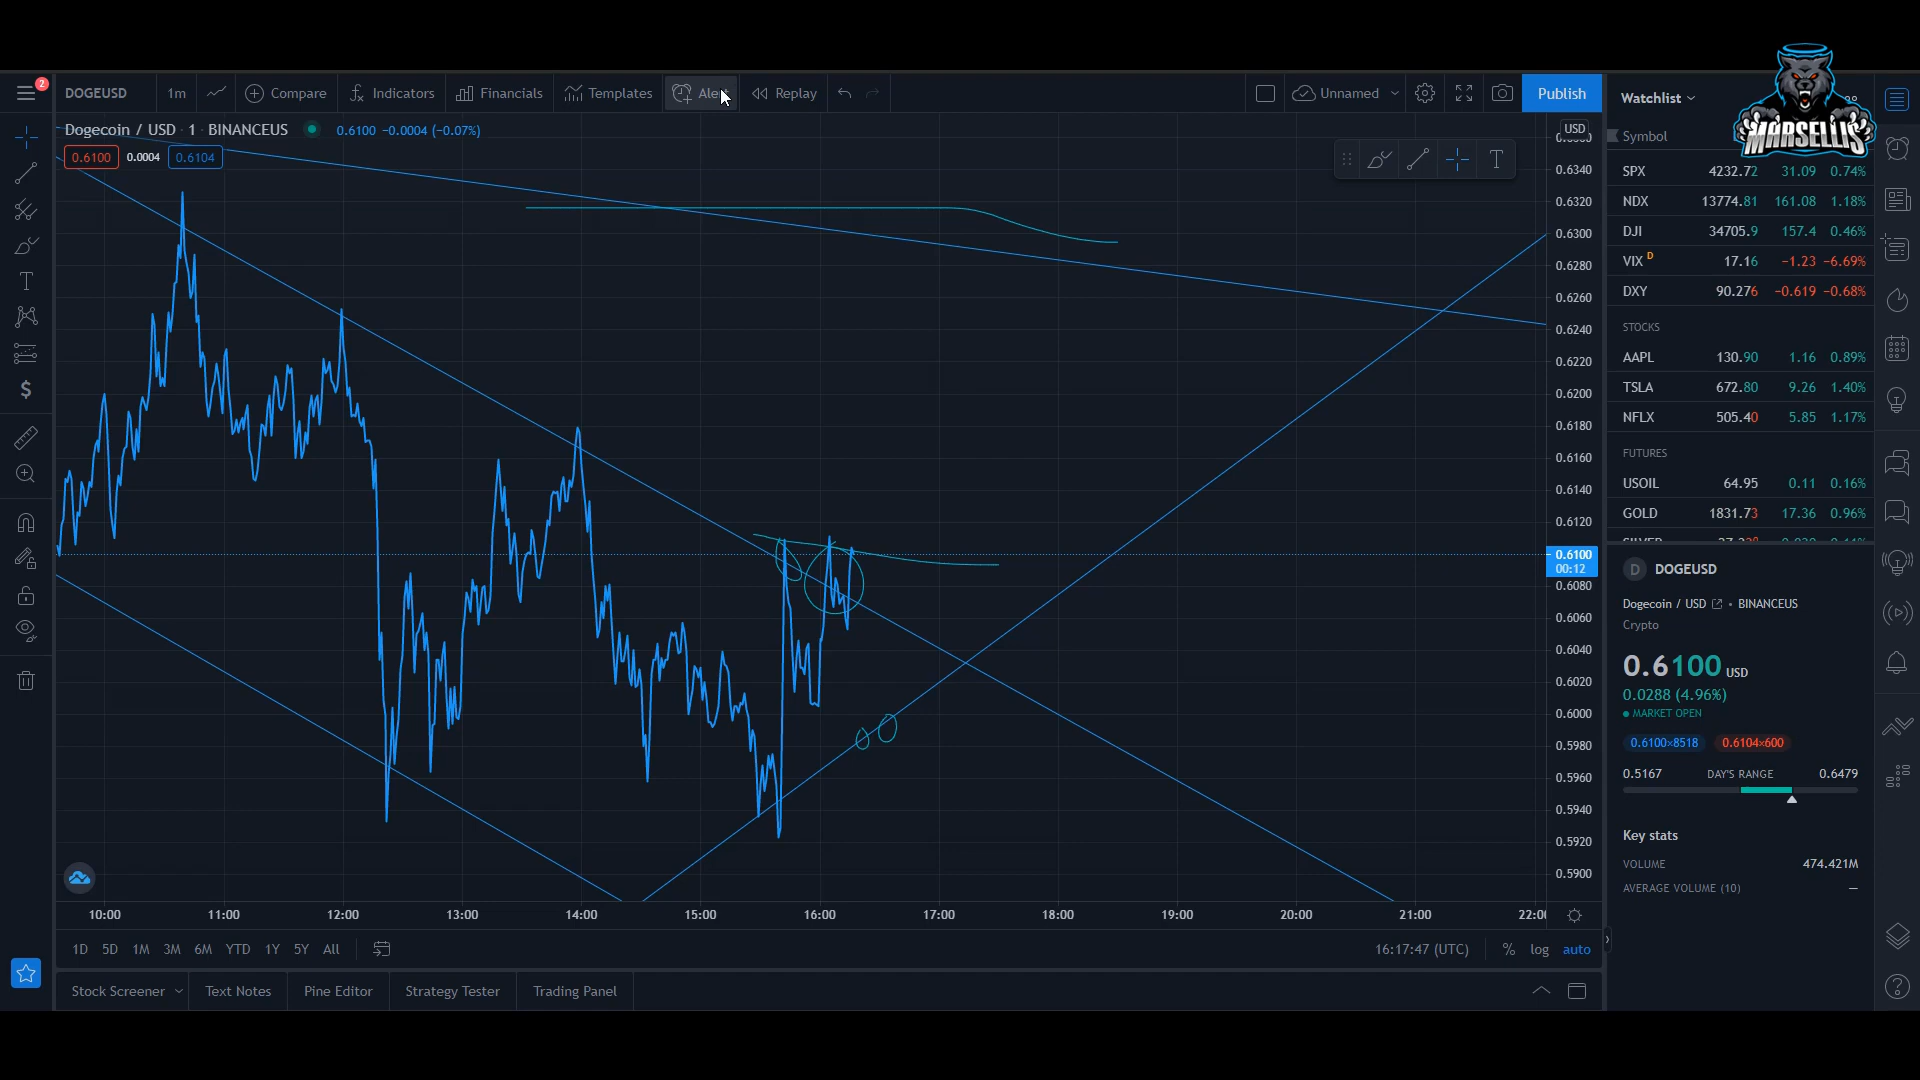 2
DOGEUSD 1m Compare Indicators Financials Templates Replay Unnamed Publish
Dogecoin / USD · 1 · BINANCEUS 0.6100 −0.0004 (−0.07%)
0.6100 0.0004 0.6104
USD
0.6340
0.6320
0.6300
0.6280
0.6260
0.6240
0.6220
0.6200
0.6180
0.6160
0.6140
0.6120
0.6100
00:12
0.6080
0.6060
0.6040
0.6020
0.6000
0.5980
0.5960
0.5940
0.5920
0.5900
10:00 11:00 12:00 13:00 14:00 15:00 16:00 17:00 18:00 19:00 20:00 21:00
1D 5D 1M 3M 6M YTD 1Y 5Y All 16:17:47 (UTC) % log auto
Stock Screener Text Notes Pine Editor Strategy Tester Trading Panel
Watchlist
MARSELLIS
Symbol
SPX 4232.72 31.09 0.74%
NDX 13774.81 161.08 1.18%
DJI 34705.9 157.4 0.46%
VIX D 17.16 −1.23 −6.69%
DXY 90.276 −0.619 −0.68%
STOCKS
AAPL 130.90 1.16 0.89%
TSLA 672.80 9.26 1.40%
NFLX 505.40 5.85 1.17%
FUTURES
USOIL 64.95 0.11 0.16%
GOLD 1831.73 17.36 0.96%
D DOGEUSD
Dogecoin / USD • BINANCEUS
Crypto
0.6100 USD
0.0288 (4.96%)
MARKET OPEN
0.6100×8518 0.6104×600
0.5167 DAY'S RANGE 0.6479
Key stats
VOLUME 474.421M
AVERAGE VOLUME (10) —